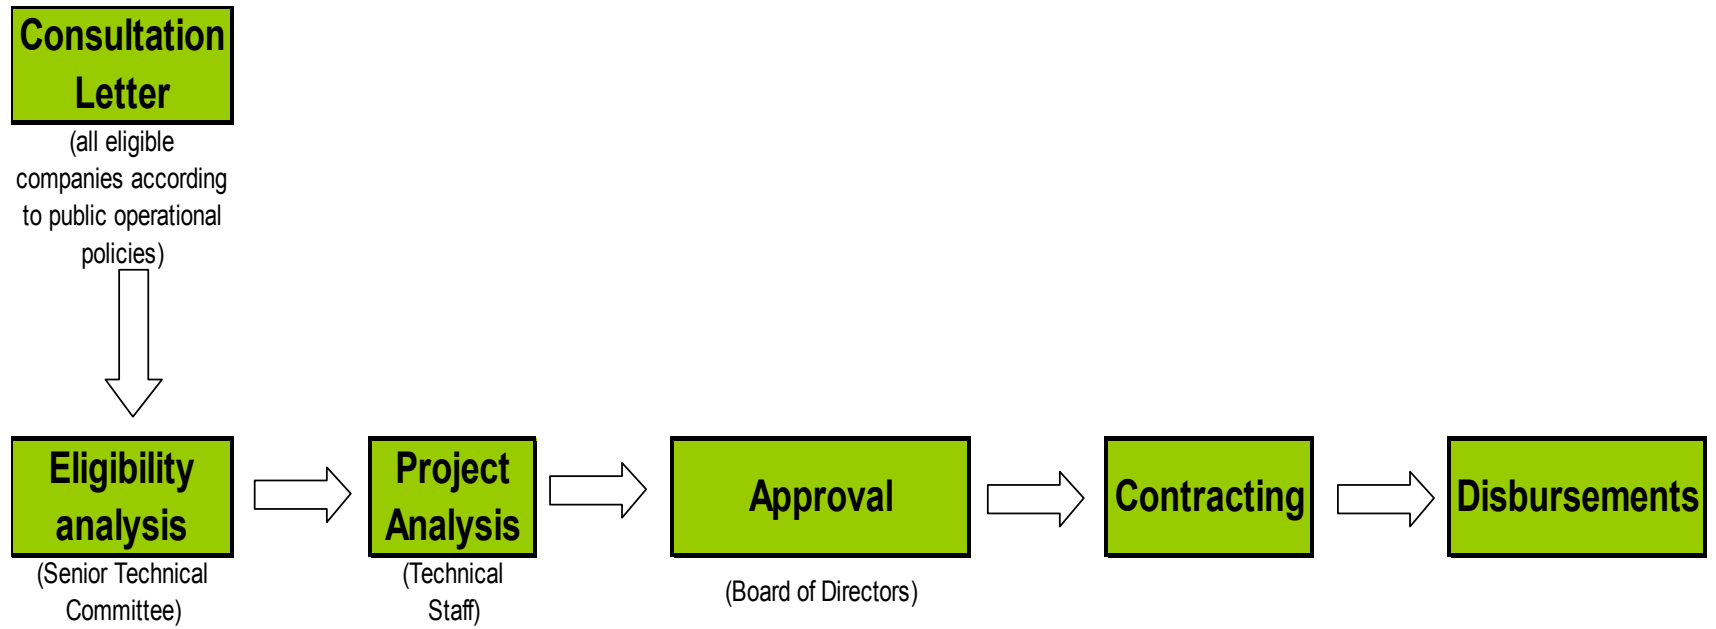 Consultation
Letter
(all eligible
companies according
to public operational
policies)
Eligibility
analysis
(Senior Technical
Committee)
Project
Analysis
(Technical
Staff)
Approval
(Board of Directors)
Contracting
Disbursements